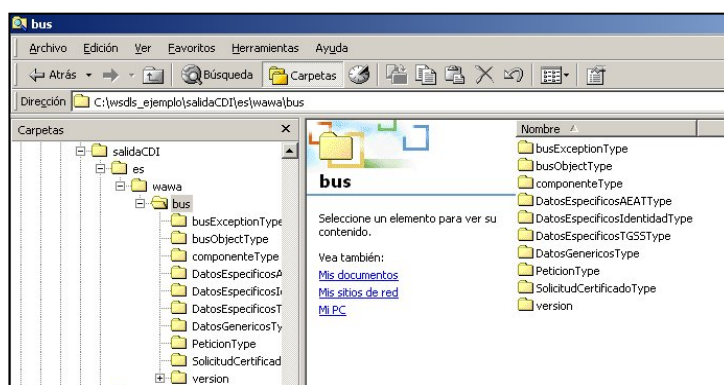 bus
Archivo Edición Ver Favoritos Herramientas Ayuda
Atrás Búsqueda Carpetas
Dirección C:\wsdls_ejemplo\salidaCDI\es\wawa\bus
Carpetas
salidaCDI
es
wawa
bus
busExceptionType
busObjectType
componenteType
DatosEspecificosA
DatosEspecificosI
DatosEspecificosT
DatosGenericosTy
PeticionType
SolicitudCertificad
version
bus
Seleccione un elemento para ver su
contenido.
Vea también:
Mis documentos
Mis sitios de red
Mi PC
Nombre
busExceptionType
busObjectType
componenteType
DatosEspecificosAEATType
DatosEspecificosIdentidadType
DatosEspecificosTGSSType
DatosGenericosType
PeticionType
SolicitudCertificadoType
version